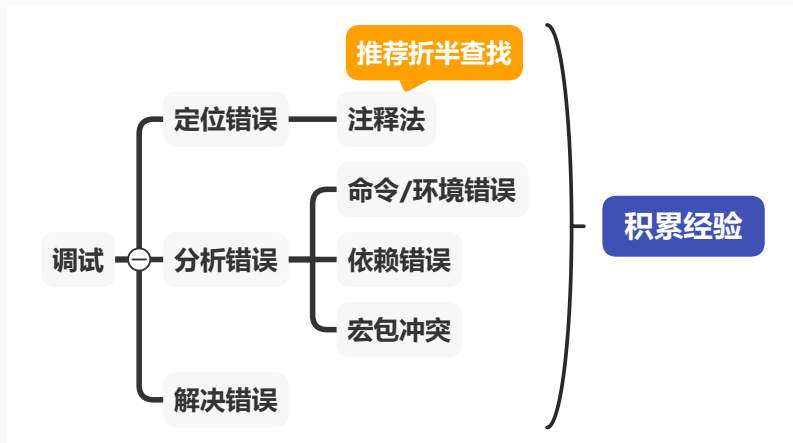 推荐折半查找
定位错误
注释法
命令/环境错误
积累经验
调试
分析错误
依赖错误
宏包冲突
解决错误